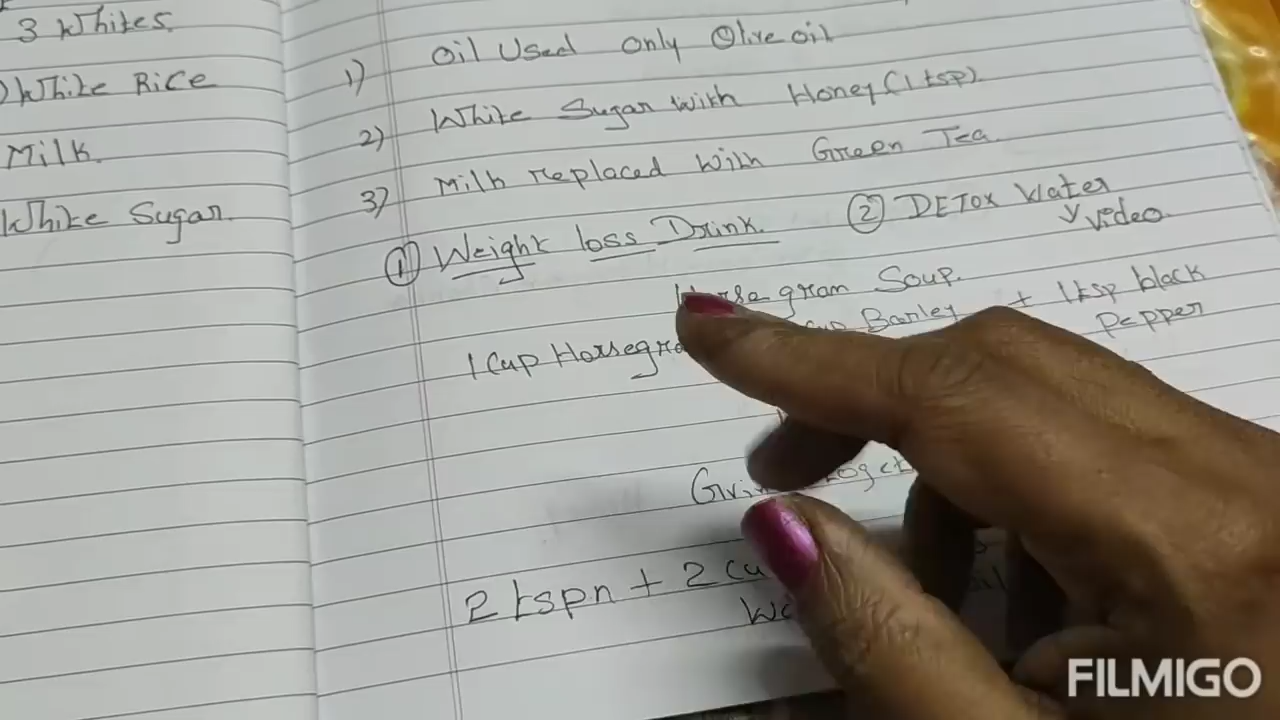 3 Whites.
White Rice
Milk.
White Sugar.
1) Oil Used Only Olive oil
2) White Sugar with Honey (1 tsp).
3) Milk replaced with Green Tea.
① Weight loss Drink. ② DETOX Water
video.
gram Soup.
1 Cup Barley + 1 tsp black
pepper
2 tspn + 2
FILMIGO